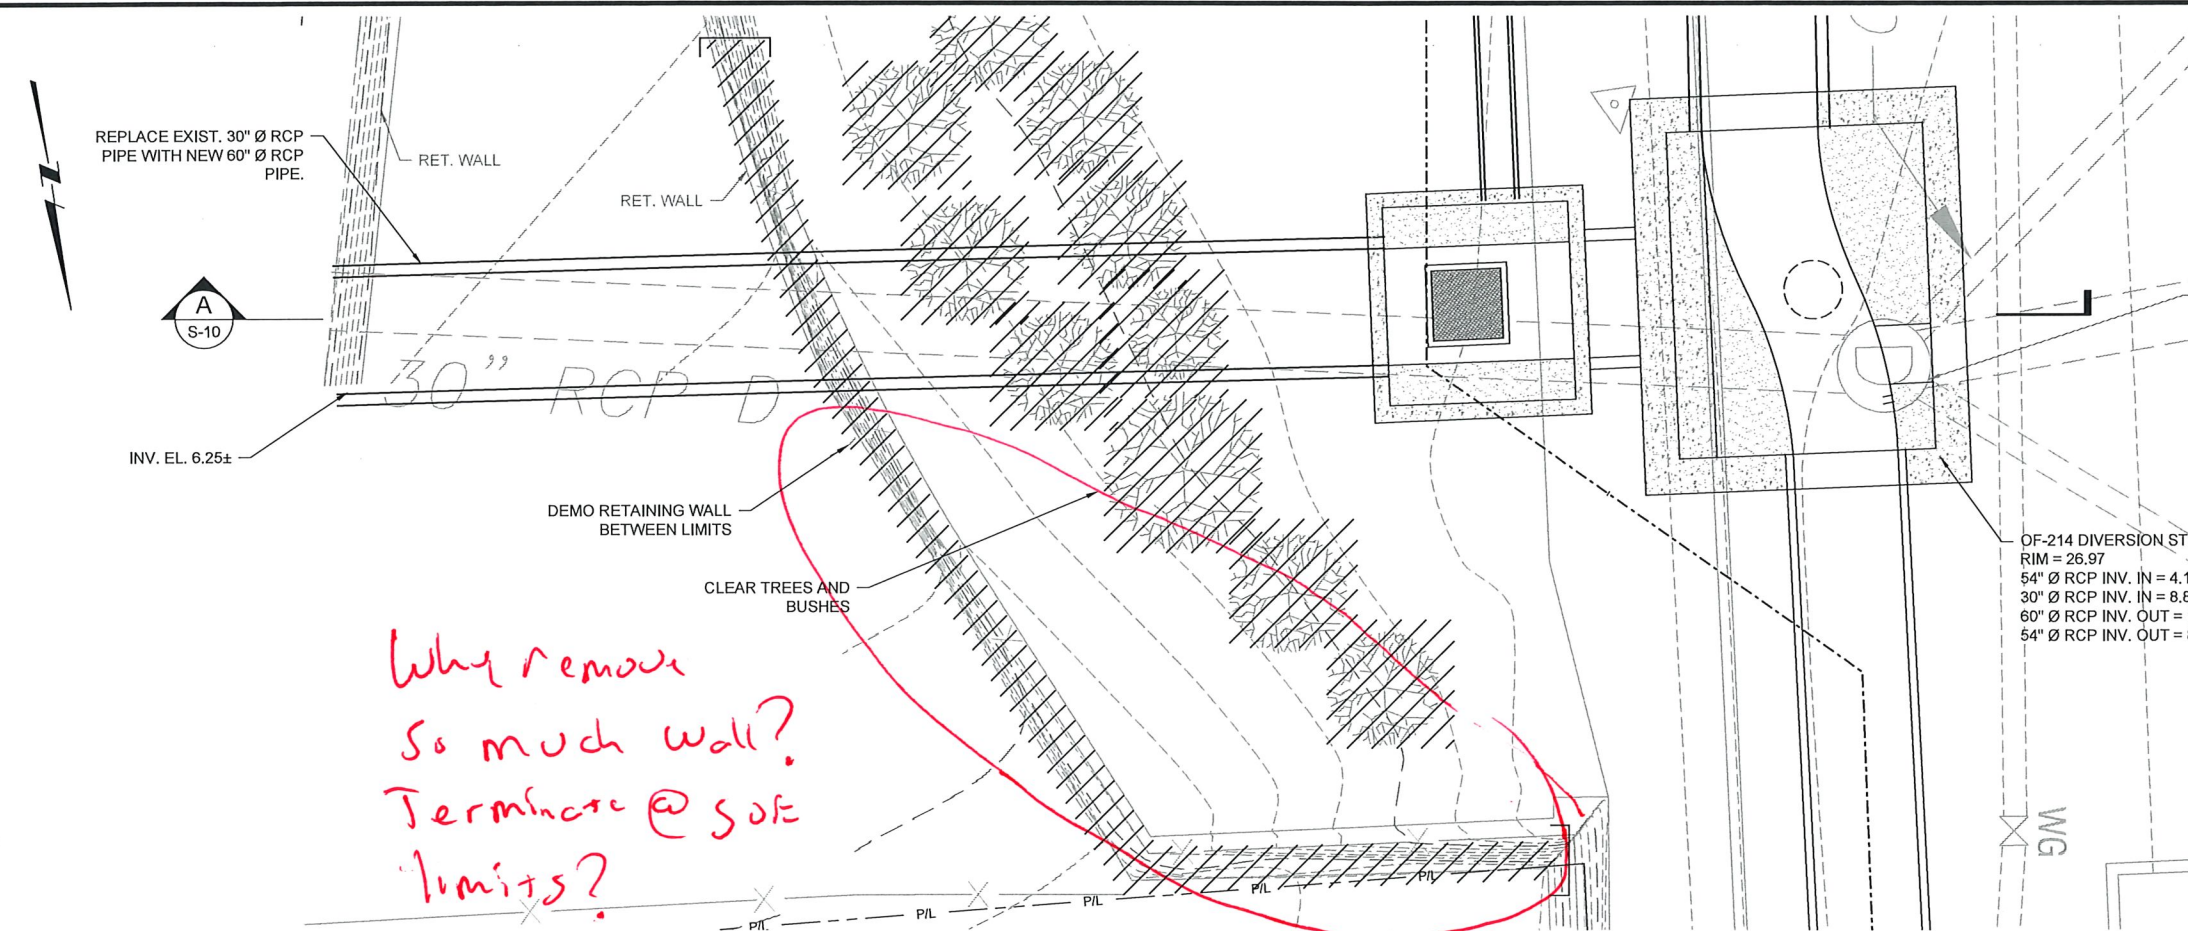 REPLACE EXIST. 30" Ø RCP
PIPE WITH NEW 60" Ø RCP
PIPE.
RET. WALL
RET. WALL
A
S-10
30" RCP D
INV. EL. 6.25±
DEMO RETAINING WALL
BETWEEN LIMITS
CLEAR TREES AND
BUSHES
OF-214 DIVERSION ST
RIM = 26.97
54" Ø RCP INV. IN = 4.1
30" Ø RCP INV. IN = 8.8
60" Ø RCP INV. OUT =
54" Ø RCP INV. OUT =
Why remove
so much wall?
Terminate @ SOE
limits?
WG
P/L
P/L
P/L
P/L
P/L